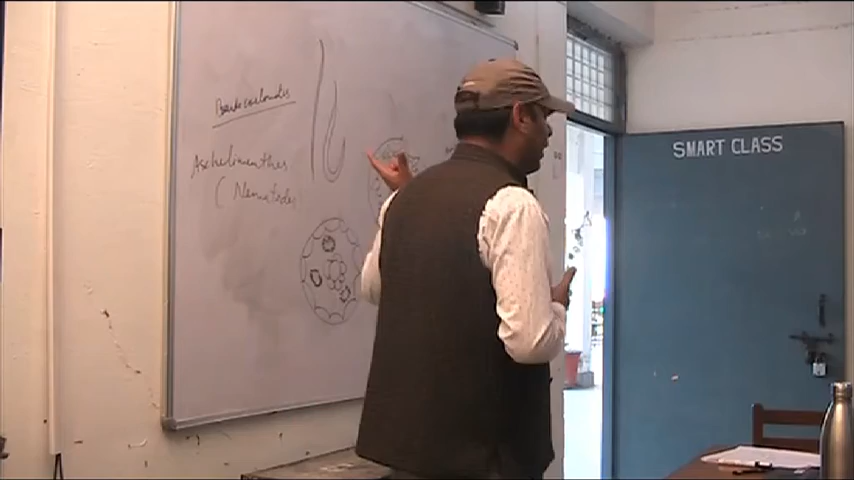 Pseudocoelomates
Aschelminthes
(Nematodes)
SMART CLASS